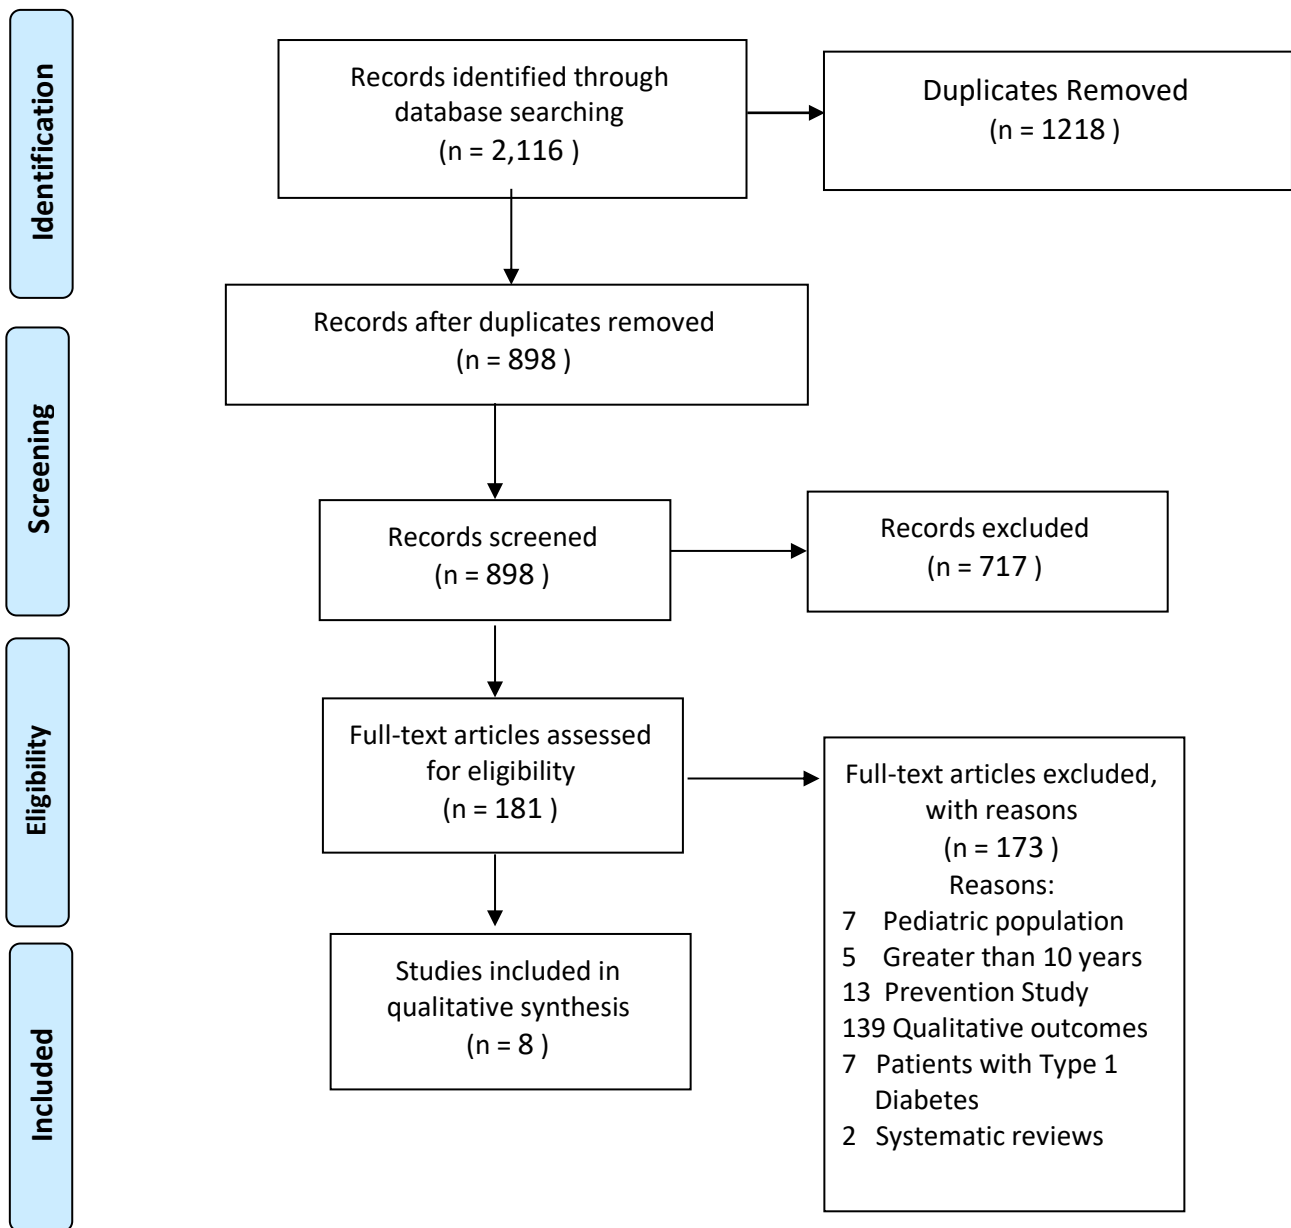 Identification
Records identified through
database searching
(n = 2,116 )
Duplicates Removed
(n = 1218 )
Records after duplicates removed
(n = 898 )
Screening
Records screened
(n = 898 )
Records excluded
(n = 717 )
Eligibility
Full-text articles assessed
for eligibility
(n = 181 )
Full-text articles excluded,
with reasons
(n = 173 )
Reasons:
7 Pediatric population
5 Greater than 10 years
13 Prevention Study
139 Qualitative outcomes
7 Patients with Type 1
Diabetes
2 Systematic reviews
Included
Studies included in
qualitative synthesis
(n = 8 )